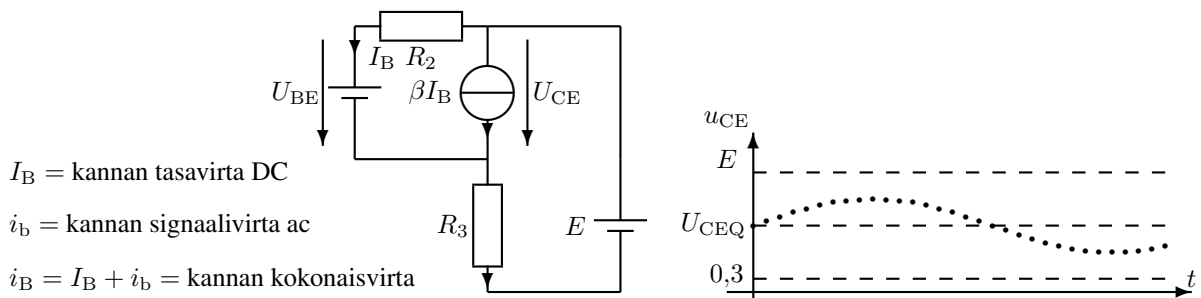 I_B R_2
U_BE
βI_B
U_CE
I_B = kannan tasavirta DC
i_b = kannan signaalivirta ac
i_B = I_B + i_b = kannan kokonaisvirta
R_3
E
u_CE
E
U_CEQ
0,3
t